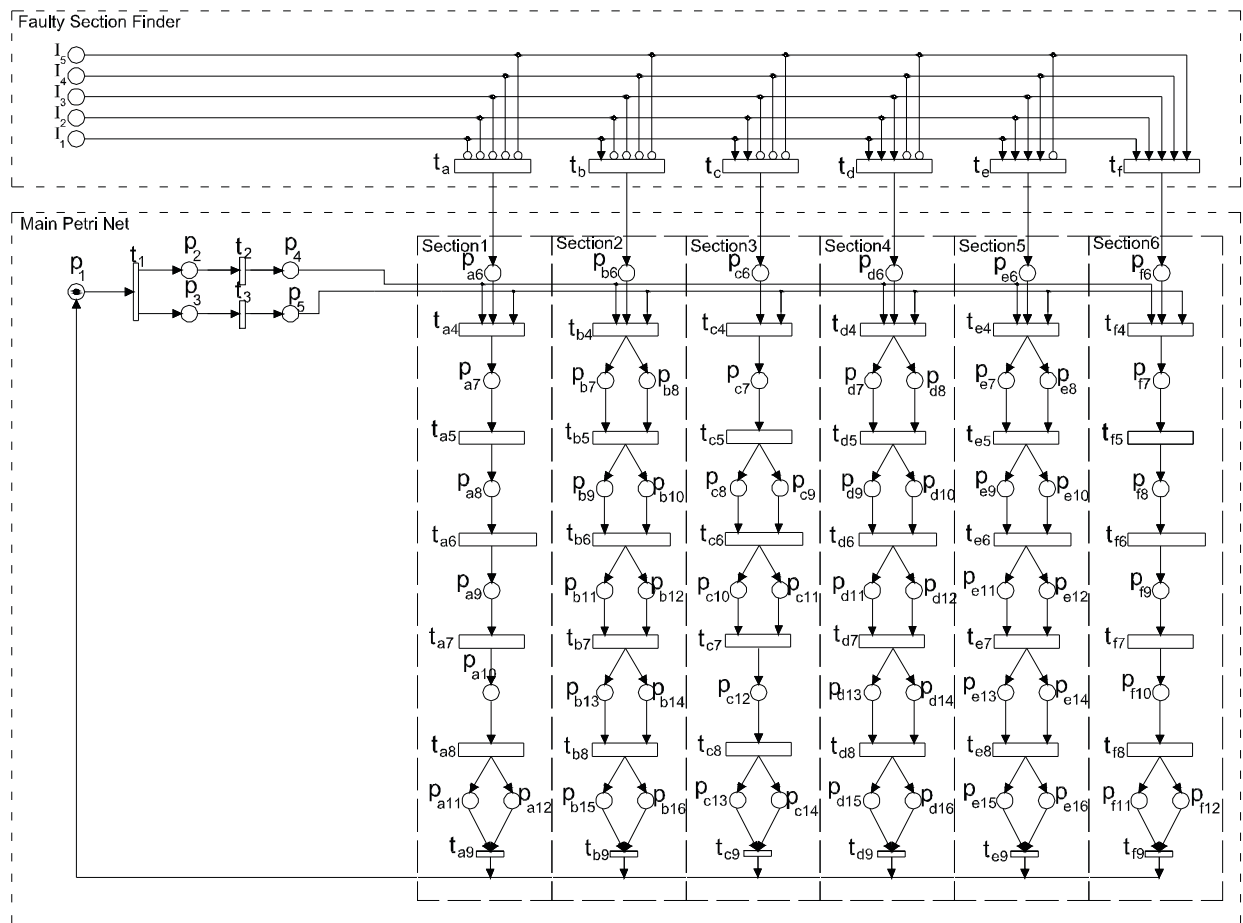 Faulty Section Finder
I5
I4
I3
I2
I1
ta tb tc td te tf
Main Petri Net
Section1 Section2 Section3 Section4 Section5 Section6
p1 t1 p2 t2 p4
p3 t3 p5
pa6 pb6 pc6 pd6 pe6 pf6
ta4 tb4 tc4 td4 te4 tf4
pa7 pb7 pb8 pc7 pd7 pd8 pe7 pe8 pf7
ta5 tb5 tc5 td5 te5 tf5
pa8 pb9 pb10 pc8 pc9 pd9 pd10 pe9 pe10 pf8
ta6 tb6 tc6 td6 te6 tf6
pa9 pb11 pb12 pc10 pc11 pd11 pd12 pe11 pe12 pf9
ta7 tb7 tc7 td7 te7 tf7
pa10 pb13 pb14 pc12 pd13 pd14 pe13 pe14 pf10
ta8 tb8 tc8 td8 te8 tf8
pa11 pa12 pb15 pb16 pc13 pc14 pd15 pd16 pe15 pe16 pf11 pf12
ta9 tb9 tc9 td9 te9 tf9